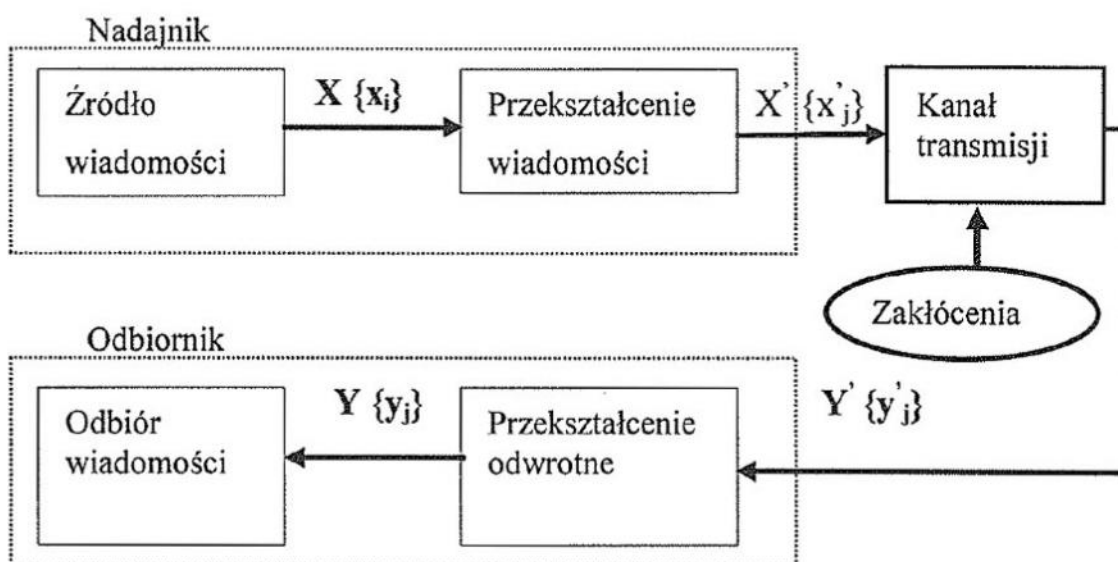 Nadajnik
Źródło
wiadomości
X {xᵢ}
Przekształcenie
wiadomości
X' {x'ⱼ}
Kanał
transmisji
Zakłócenia
Odbiornik
Odbiór
wiadomości
Y {yⱼ}
Przekształcenie
odwrotne
Y' {y'ⱼ}